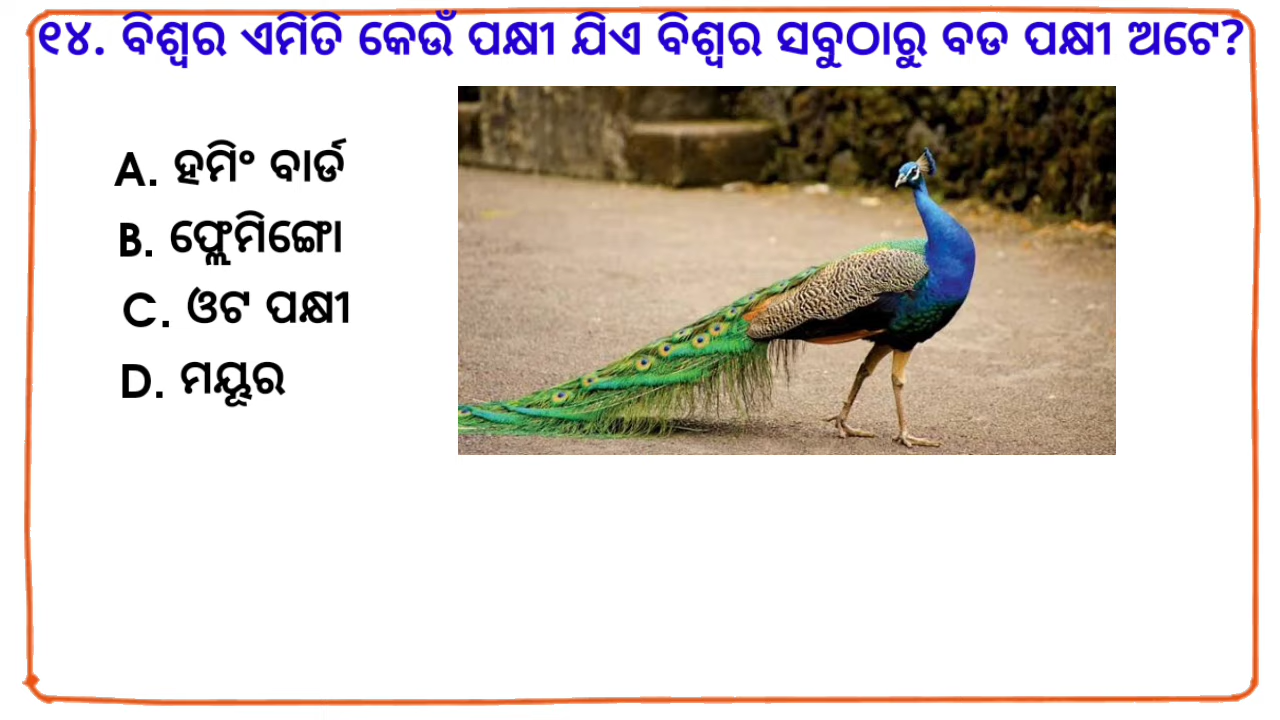 ୧୪. ବିଶ୍ୱର ଏମିତି କେଉଁ ପକ୍ଷୀ ଯିଏ ବିଶ୍ୱର ସବୁଠାରୁ ବଡ ପକ୍ଷୀ ଅଟେ?
A. ହମିଂ ବାର୍ଡ
B. ଫ୍ଲେମିଙ୍ଗୋ
C. ଓଟ ପକ୍ଷୀ
D. ମୟୂର